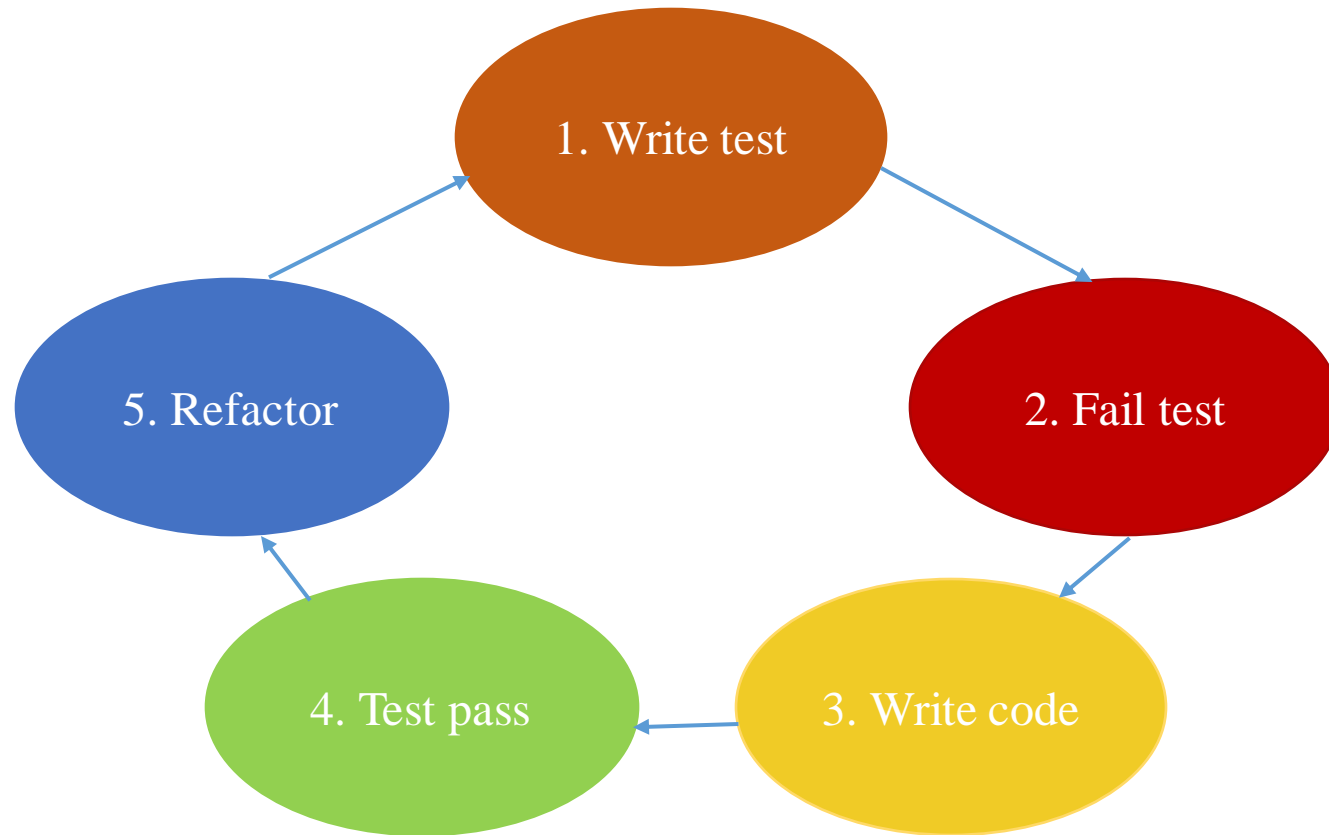 1. Write test
2. Fail test
3. Write code
4. Test pass
5. Refactor